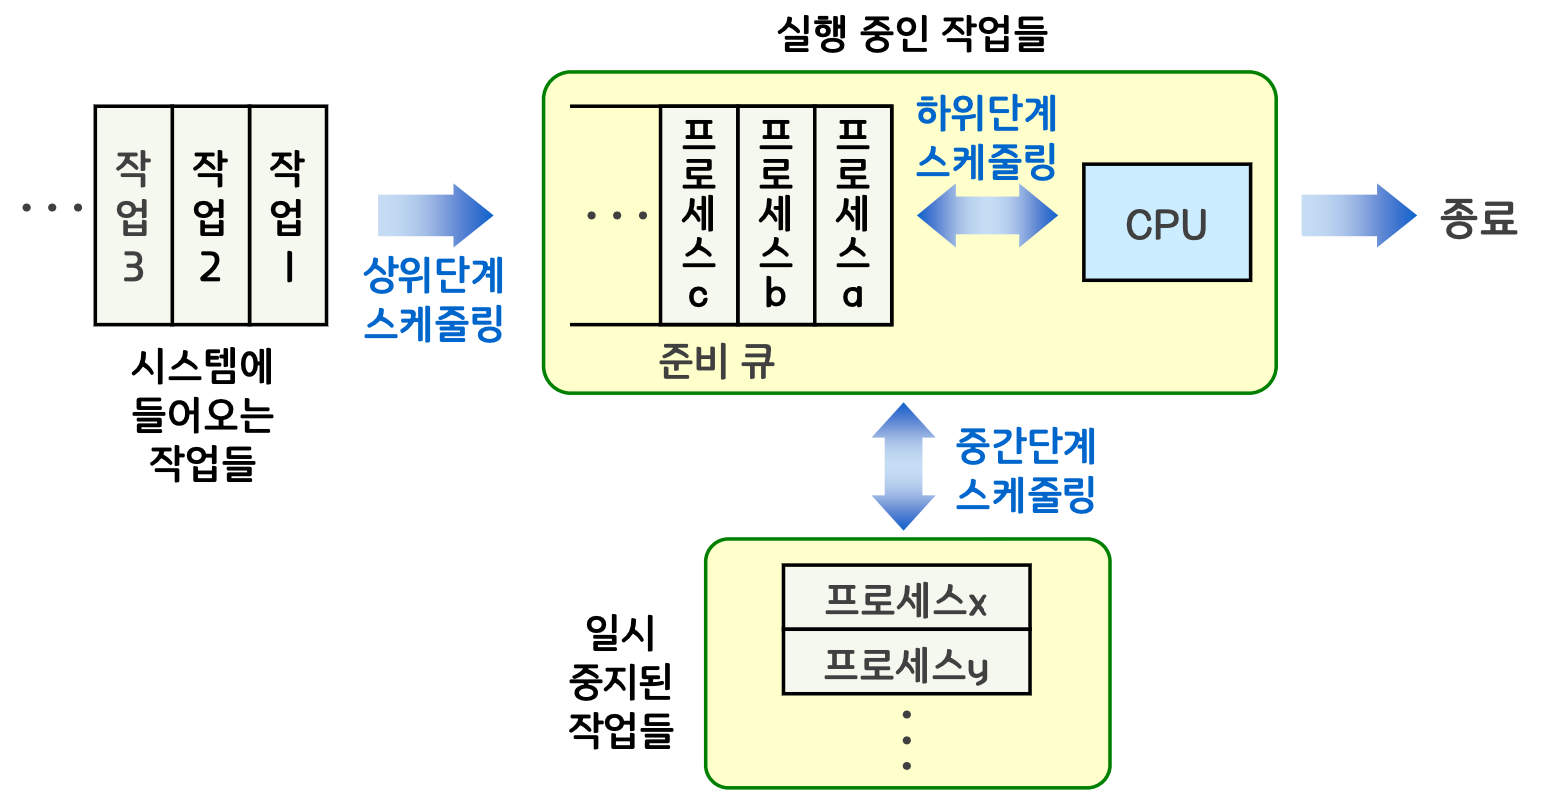 실행 중인 작업들
· · ·
작업3
작업2
작업1
시스템에
들어오는
작업들
상위단계
스케줄링
· · ·
프로세스c
프로세스b
프로세스a
준비 큐
하위단계
스케줄링
CPU
종료
중간단계
스케줄링
일시
중지된
작업들
프로세스x
프로세스y